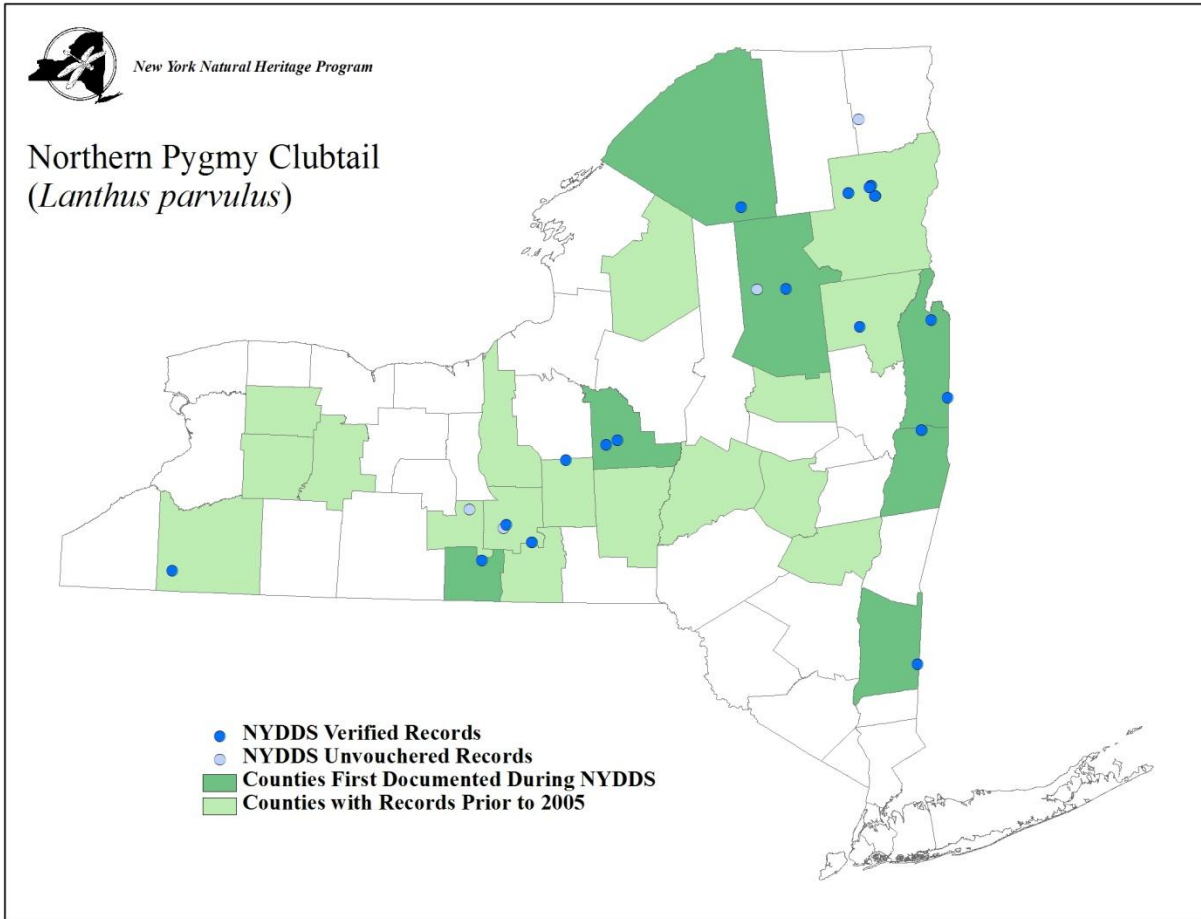 New York Natural Heritage Program
Northern Pygmy Clubtail
(Lanthus parvulus)
NYDDS Verified Records
NYDDS Unvouchered Records
Counties First Documented During NYDDS
Counties with Records Prior to 2005